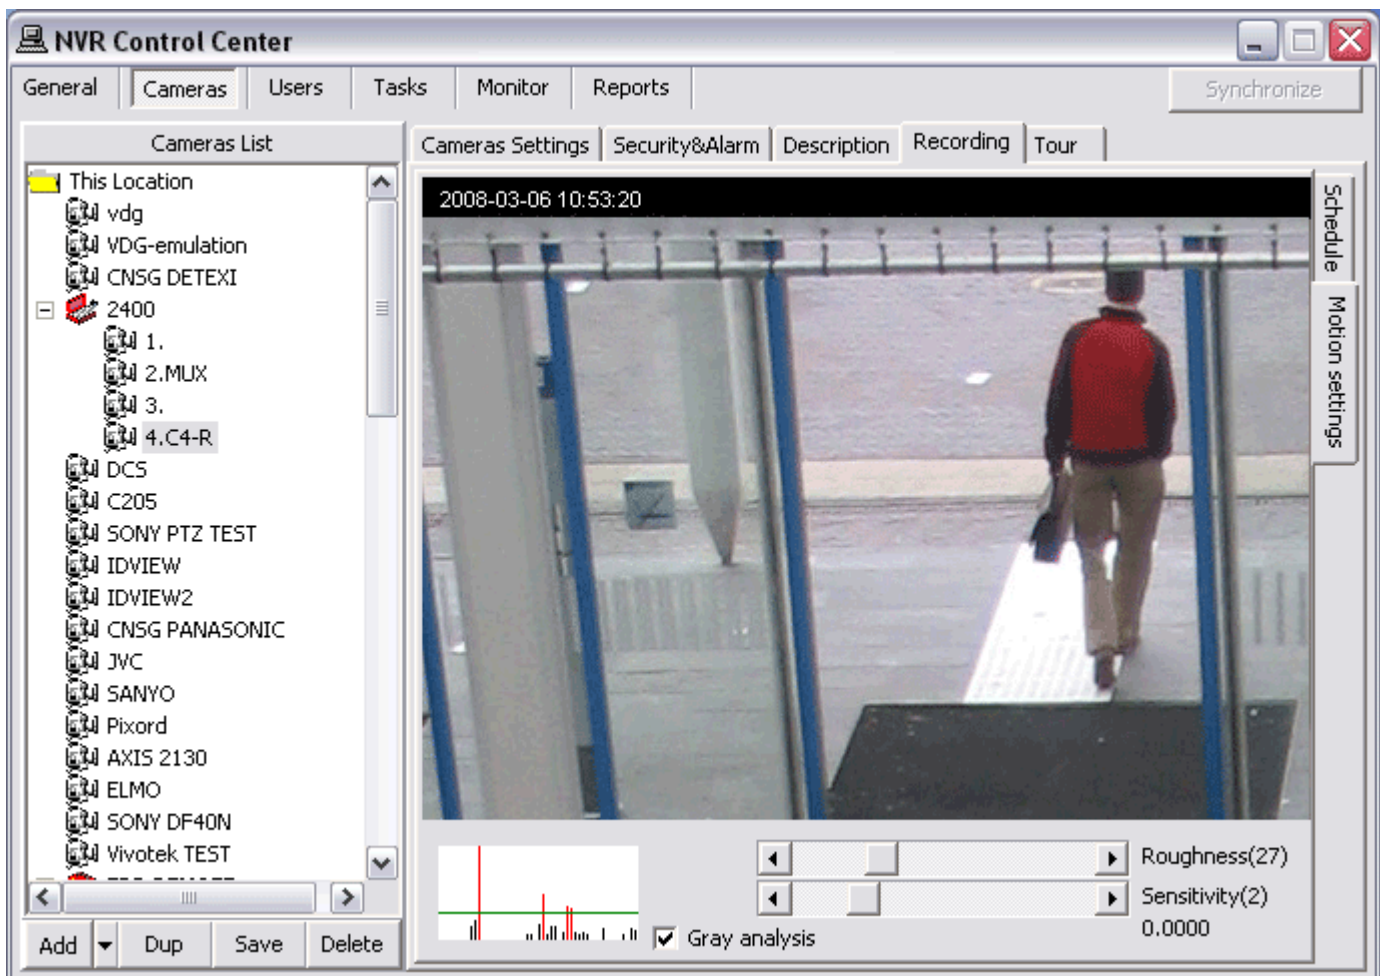 NVR Control Center
General Cameras Users Tasks Monitor Reports Synchronize
Cameras List
Cameras Settings Security&Alarm Description Recording Tour
This Location
vdg
VDG-emulation
CNSG DETEXI
2400
1.
2.MUX
3.
4.C4-R
DCS
C205
SONY PTZ TEST
IDVIEW
IDVIEW2
CNSG PANASONIC
JVC
SANYO
Pixord
AXIS 2130
ELMO
SONY DF40N
Vivotek TEST
Add Dup Save Delete
2008-03-06 10:53:20
Schedule
Motion settings
Roughness(27)
Sensitivity(2)
0.0000
Gray analysis